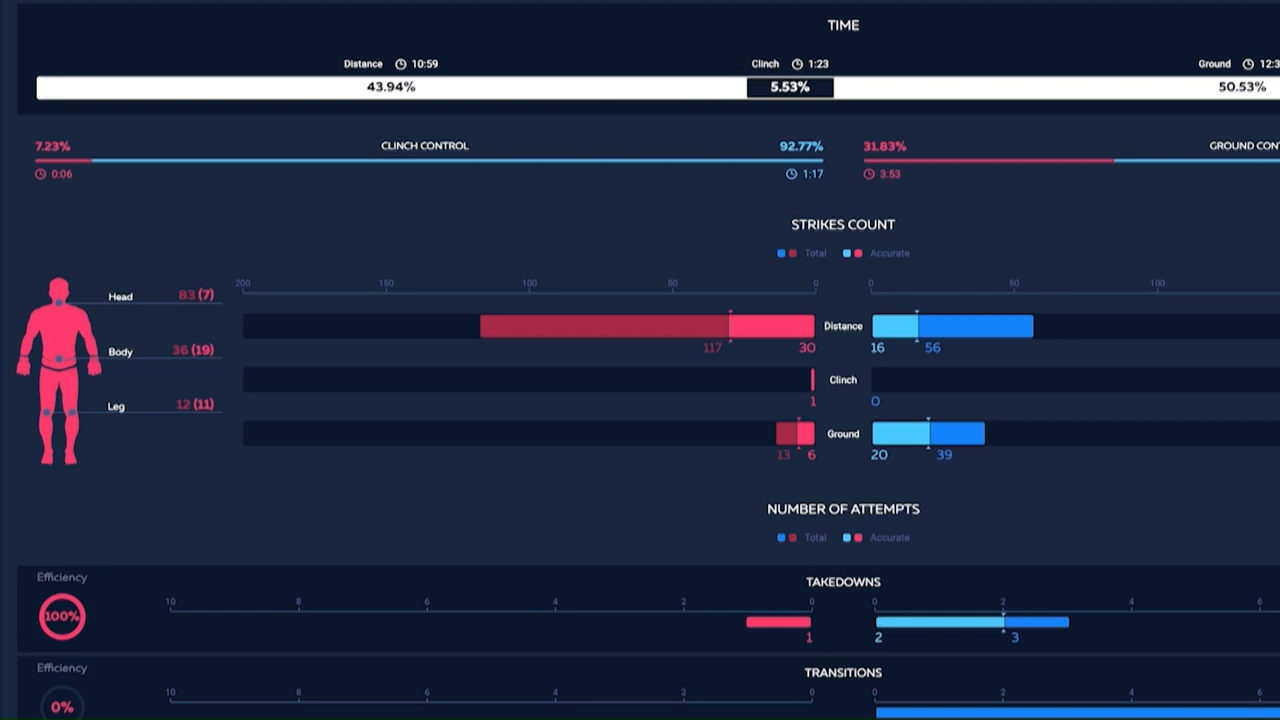 TIME
Distance 10:59 Clinch 1:23 Ground 12:3
43.94% 5.53% 50.53%
7.23% CLINCH CONTROL 92.77% 31.83% GROUND CON
0:06 1:17 3:53
STRIKES COUNT
Total Accurate
200 150 100 50 0 0 50 100
Head 83 (7)
Distance
117 30 16 56
Body 36 (19)
Clinch
1 0
Leg 12 (11)
Ground
13 6 20 39
NUMBER OF ATTEMPTS
Total Accurate
Efficiency TAKEDOWNS
10 8 6 4 2 0 0 2 4 6
100%
1 2 3
Efficiency TRANSITIONS
10 8 6 4 2 0 0 2 4 6
0%